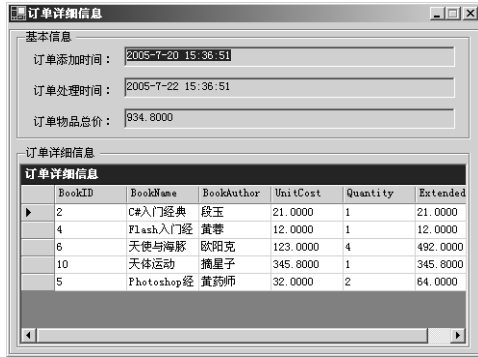 订单详细信息
基本信息
订单添加时间： 2005-7-20 15:36:51
订单处理时间： 2005-7-22 15:36:51
订单物品总价： 934.8000
订单详细信息
订单详细信息
BookID BookName BookAuthor UnitCost Quantity Extended
2 C#入门经典 段玉 21.0000 1 21.0000
4 Flash入门经 黄蓉 12.0000 1 12.0000
6 天使与海豚 欧阳克 123.0000 4 492.0000
10 天体运动 摘星子 345.8000 1 345.8000
5 Photoshop经 黄药师 32.0000 2 64.0000